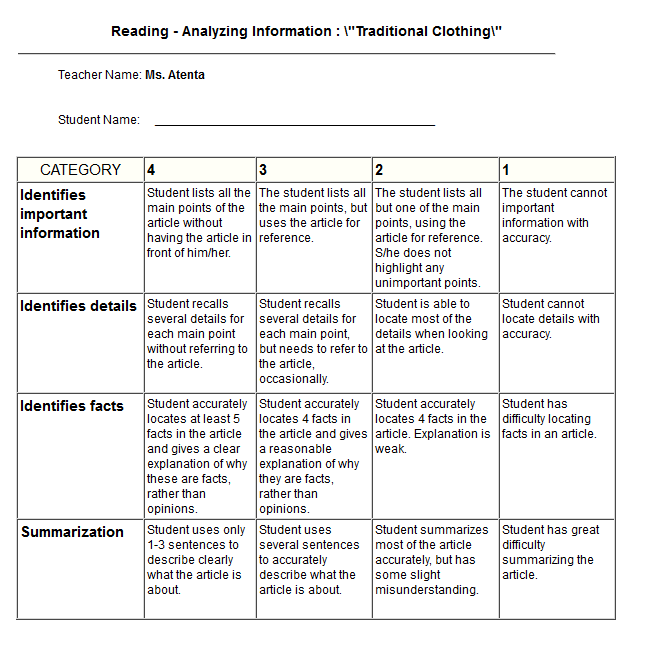 Reading - Analyzing Information : \"Traditional Clothing\"
Teacher Name: Ms. Atenta
Student Name:
CATEGORY 4 3 2 1
Identifies
important
information
Student lists all the
main points of the
article without
having the article in
front of him/her.
The student lists all
the main points, but
uses the article for
reference.
The student lists all
but one of the main
points, using the
article for reference.
S/he does not
highlight any
unimportant points.
The student cannot
important
information with
accuracy.
Identifies details
Student recalls
several details for
each main point
without referring to
the article.
Student recalls
several details for
each main point,
but needs to refer to
the article,
occasionally.
Student is able to
locate most of the
details when looking
at the article.
Student cannot
locate details with
accuracy.
Identifies facts
Student accurately
locates at least 5
facts in the article
and gives a clear
explanation of why
these are facts,
rather than
opinions.
Student accurately
locates 4 facts in
the article and gives
a reasonable
explanation of why
they are facts,
rather than
opinions.
Student accurately
locates 4 facts in the
article. Explanation is
weak.
Student has
difficulty locating
facts in an article.
Summarization
Student uses only
1-3 sentences to
describe clearly
what the article is
about.
Student uses
several sentences
to accurately
describe what the
article is about.
Student summarizes
most of the article
accurately, but has
some slight
misunderstanding.
Student has great
difficulty
summarizing the
article.